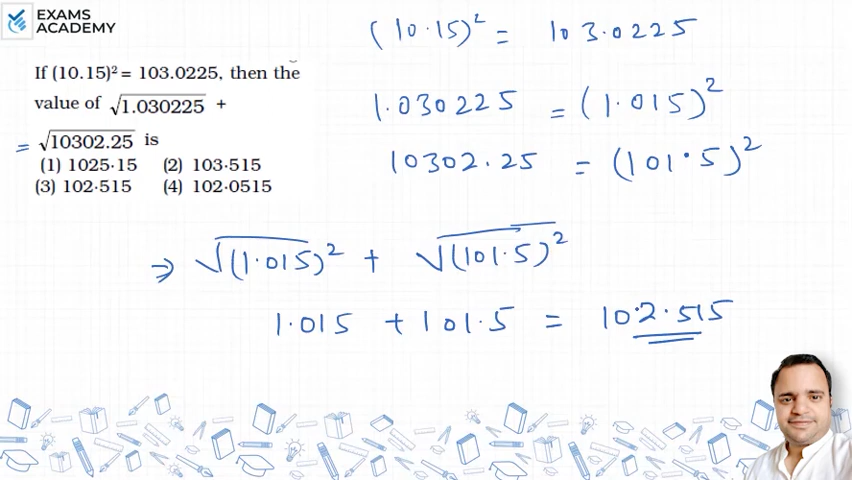 EXAMS
ACADEMY
If (10.15)² = 103.0225, then the
value of √1.030225 +
= √10302.25 is
(1) 1025·15 (2) 103·515
(3) 102·515 (4) 102·0515
(10.15)² = 103.0225
1.030225 = (1.015)²
10302.25 = (101.5)²
⇒ √(1.015)² + √(101.5)²
1.015 + 101.5 = 102.515